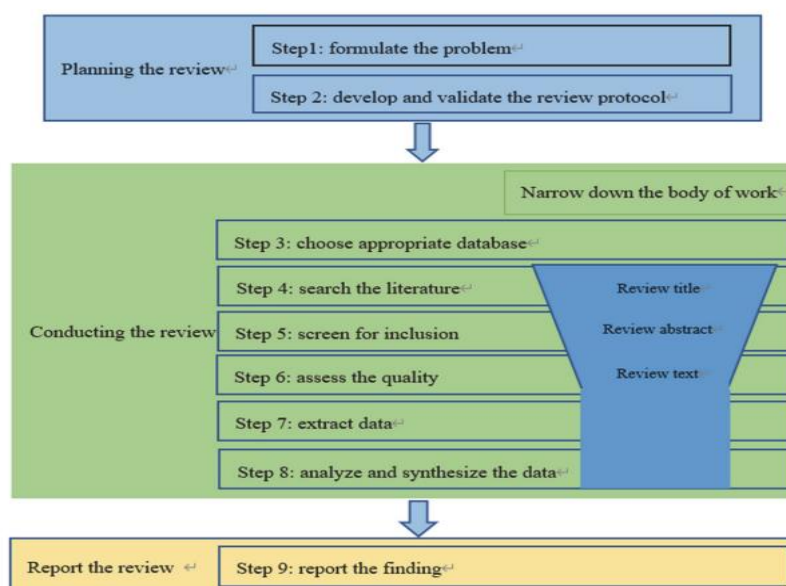 Step1: formulate the problem↵
Planning the review↵
Step 2: develop and validate the review protocol↵
Narrow down the body of work↵
Step 3: choose appropriate database↵
Step 4: search the literature↵
Review title↵
Conducting the review
Step 5: screen for inclusion
Review abstract↵
Step 6: assess the quality
Review text↵
Step 7: extract data↵
Step 8: analyze and synthesize the data↵
Report the review ↵
Step 9: report the finding↵